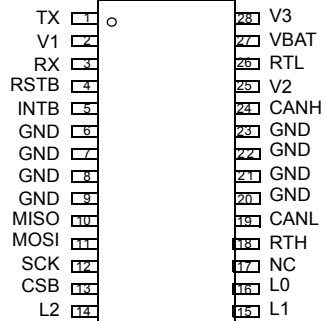 TX 1 28 V3
V1 2 27 VBAT
RX 3 26 RTL
RSTB 4 25 V2
INTB 5 24 CANH
GND 6 23 GND
GND 7 22 GND
GND 8 21 GND
GND 9 20 GND
MISO 10 19 CANL
MOSI 11 18 RTH
SCK 12 17 NC
CSB 13 16 L0
L2 14 15 L1